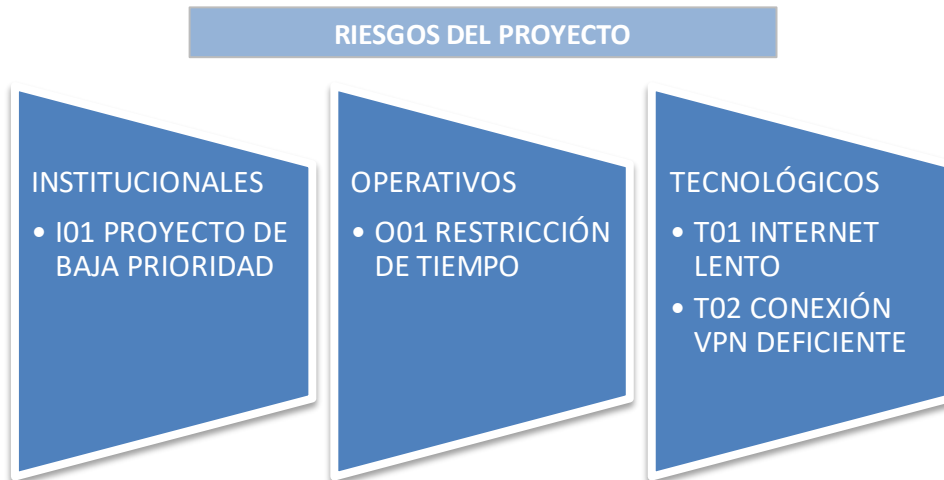 RIESGOS DEL PROYECTO
INSTITUCIONALES
• I01 PROYECTO DE
BAJA PRIORIDAD
OPERATIVOS
• O01 RESTRICCIÓN
DE TIEMPO
TECNOLÓGICOS
• T01 INTERNET
LENTO
• T02 CONEXIÓN
VPN DEFICIENTE